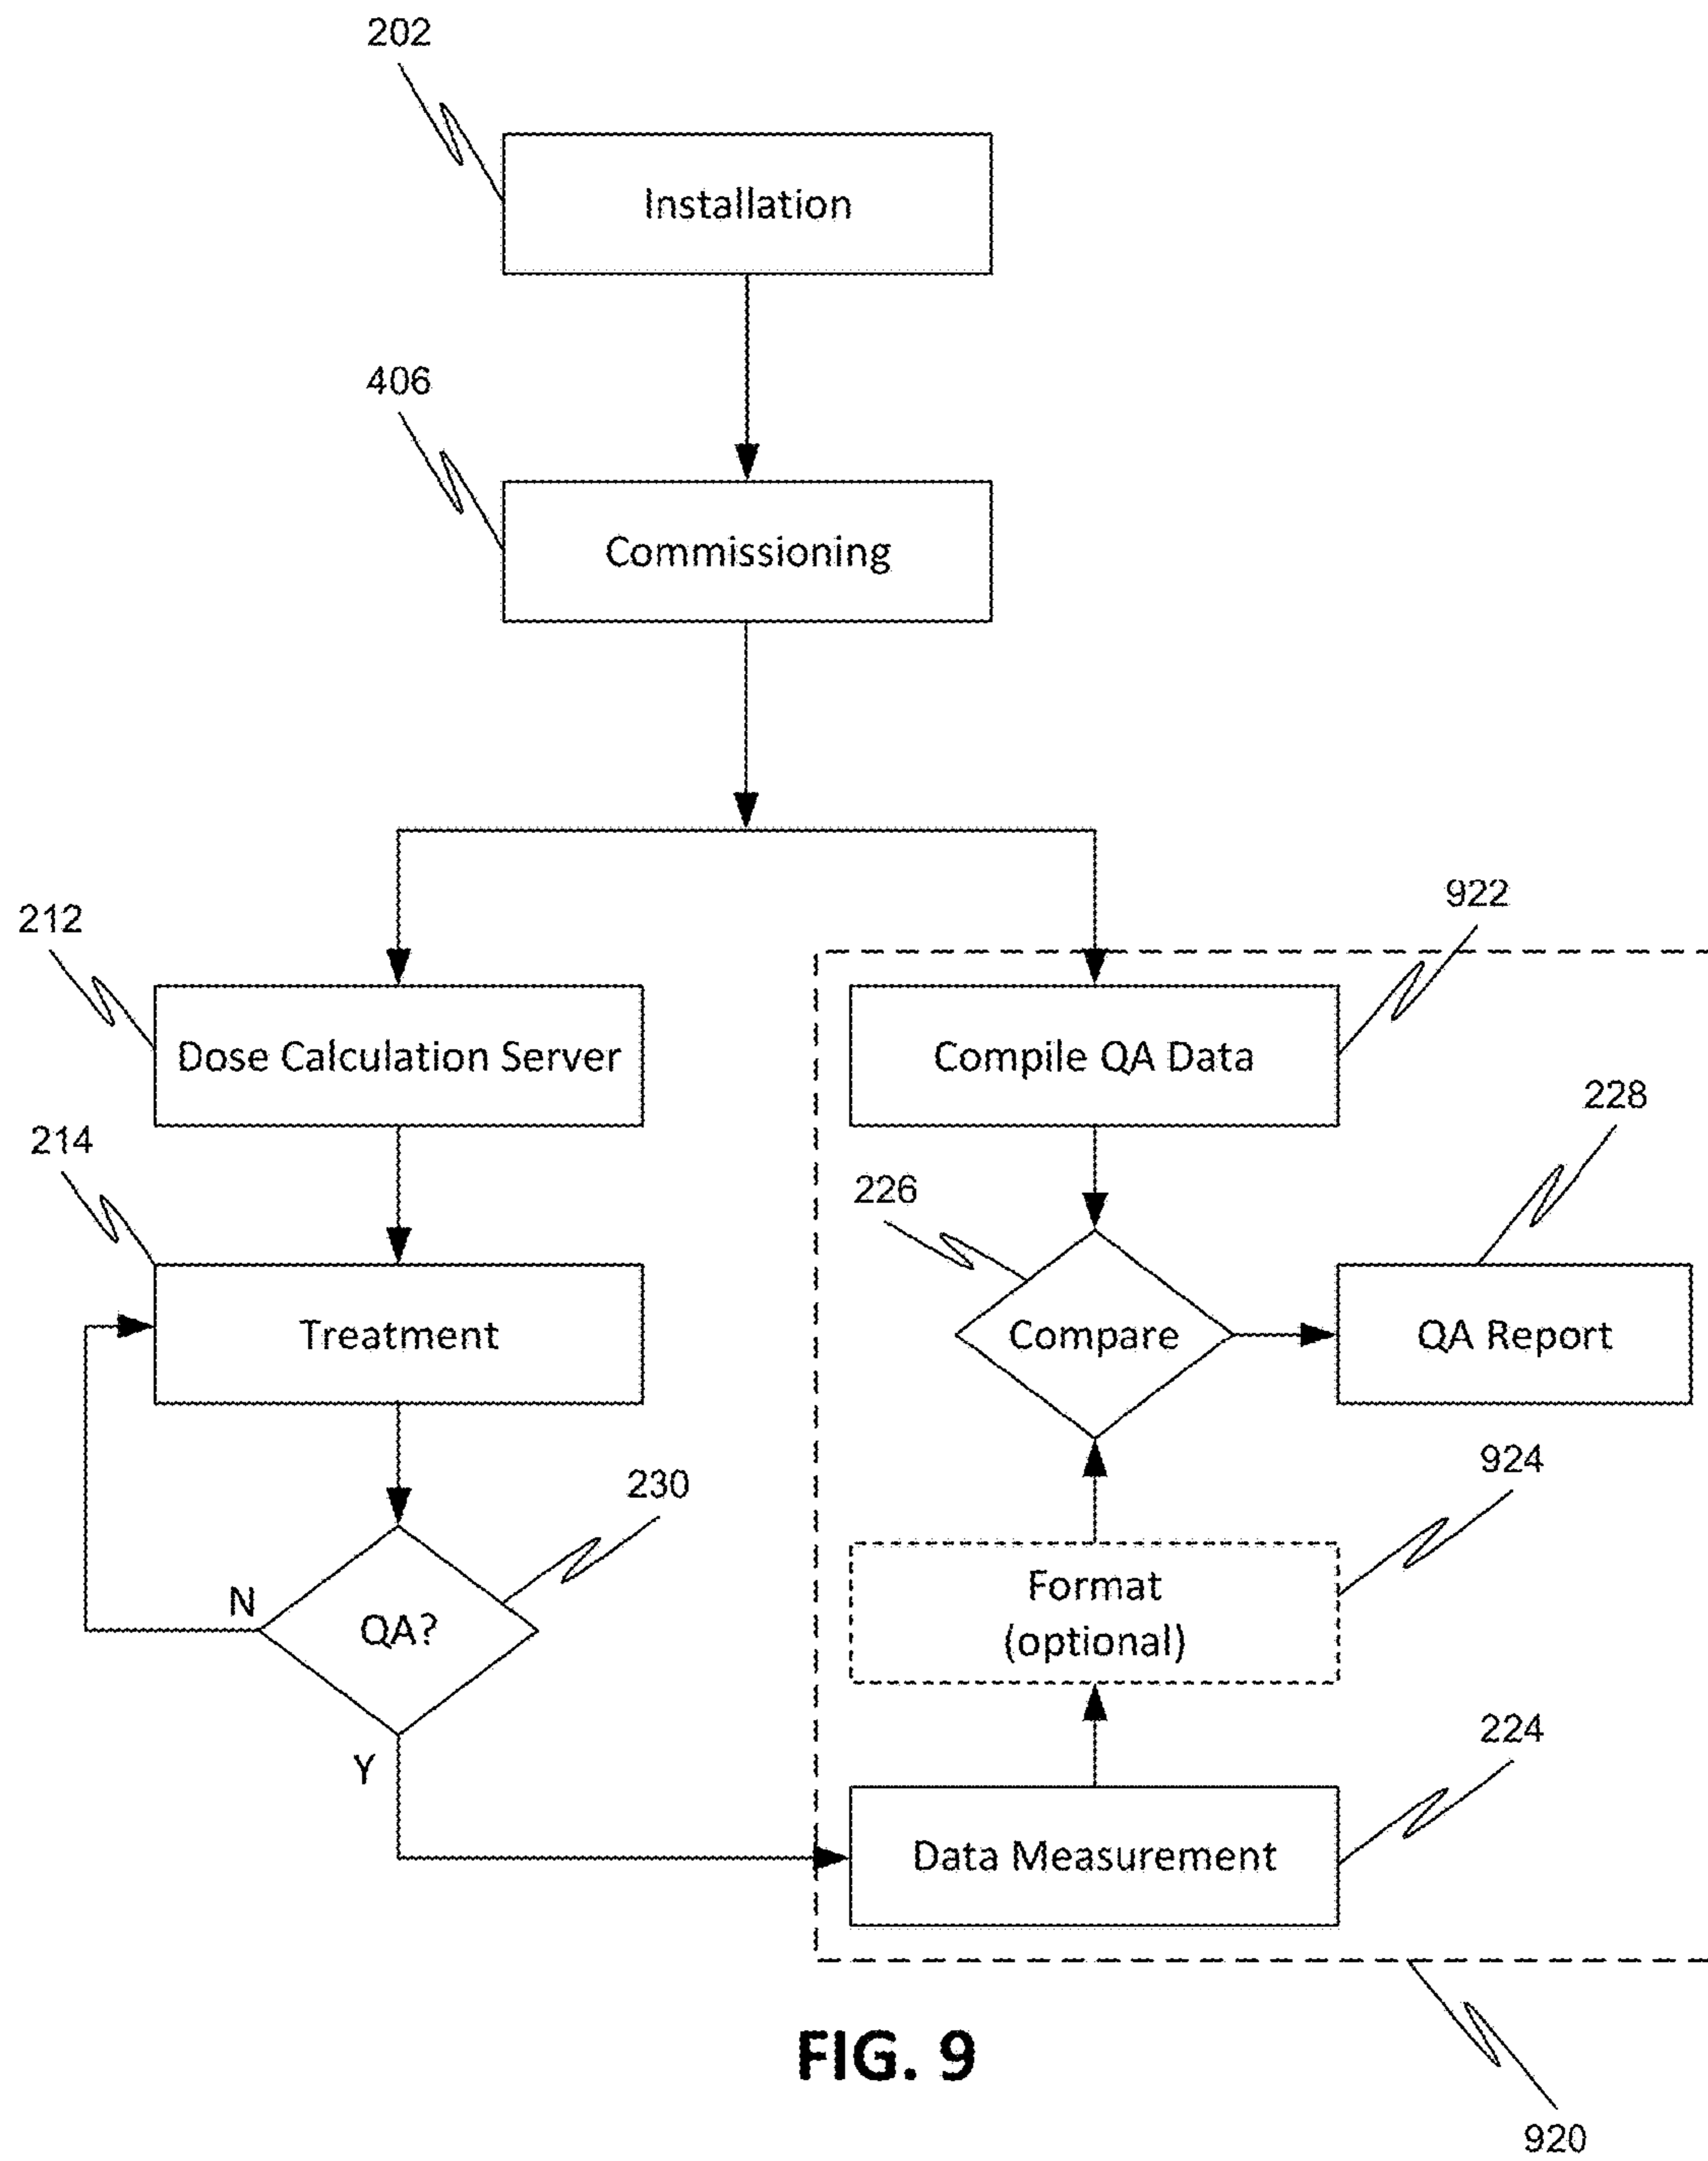 202
Installation
406
Commissioning
922
212
Dose Calculation Server
Compile QA Data
228
214
226
Treatment
Compare
QA Report
924
230
Format
(optional)
N
QA?
224
Y
Data Measurement
FIG. 9
920